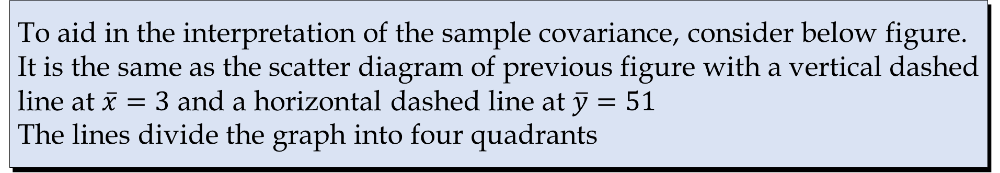 To aid in the interpretation of the sample covariance, consider below figure.
It is the same as the scatter diagram of previous figure with a vertical dashed
line at x̄ = 3 and a horizontal dashed line at ȳ = 51
The lines divide the graph into four quadrants